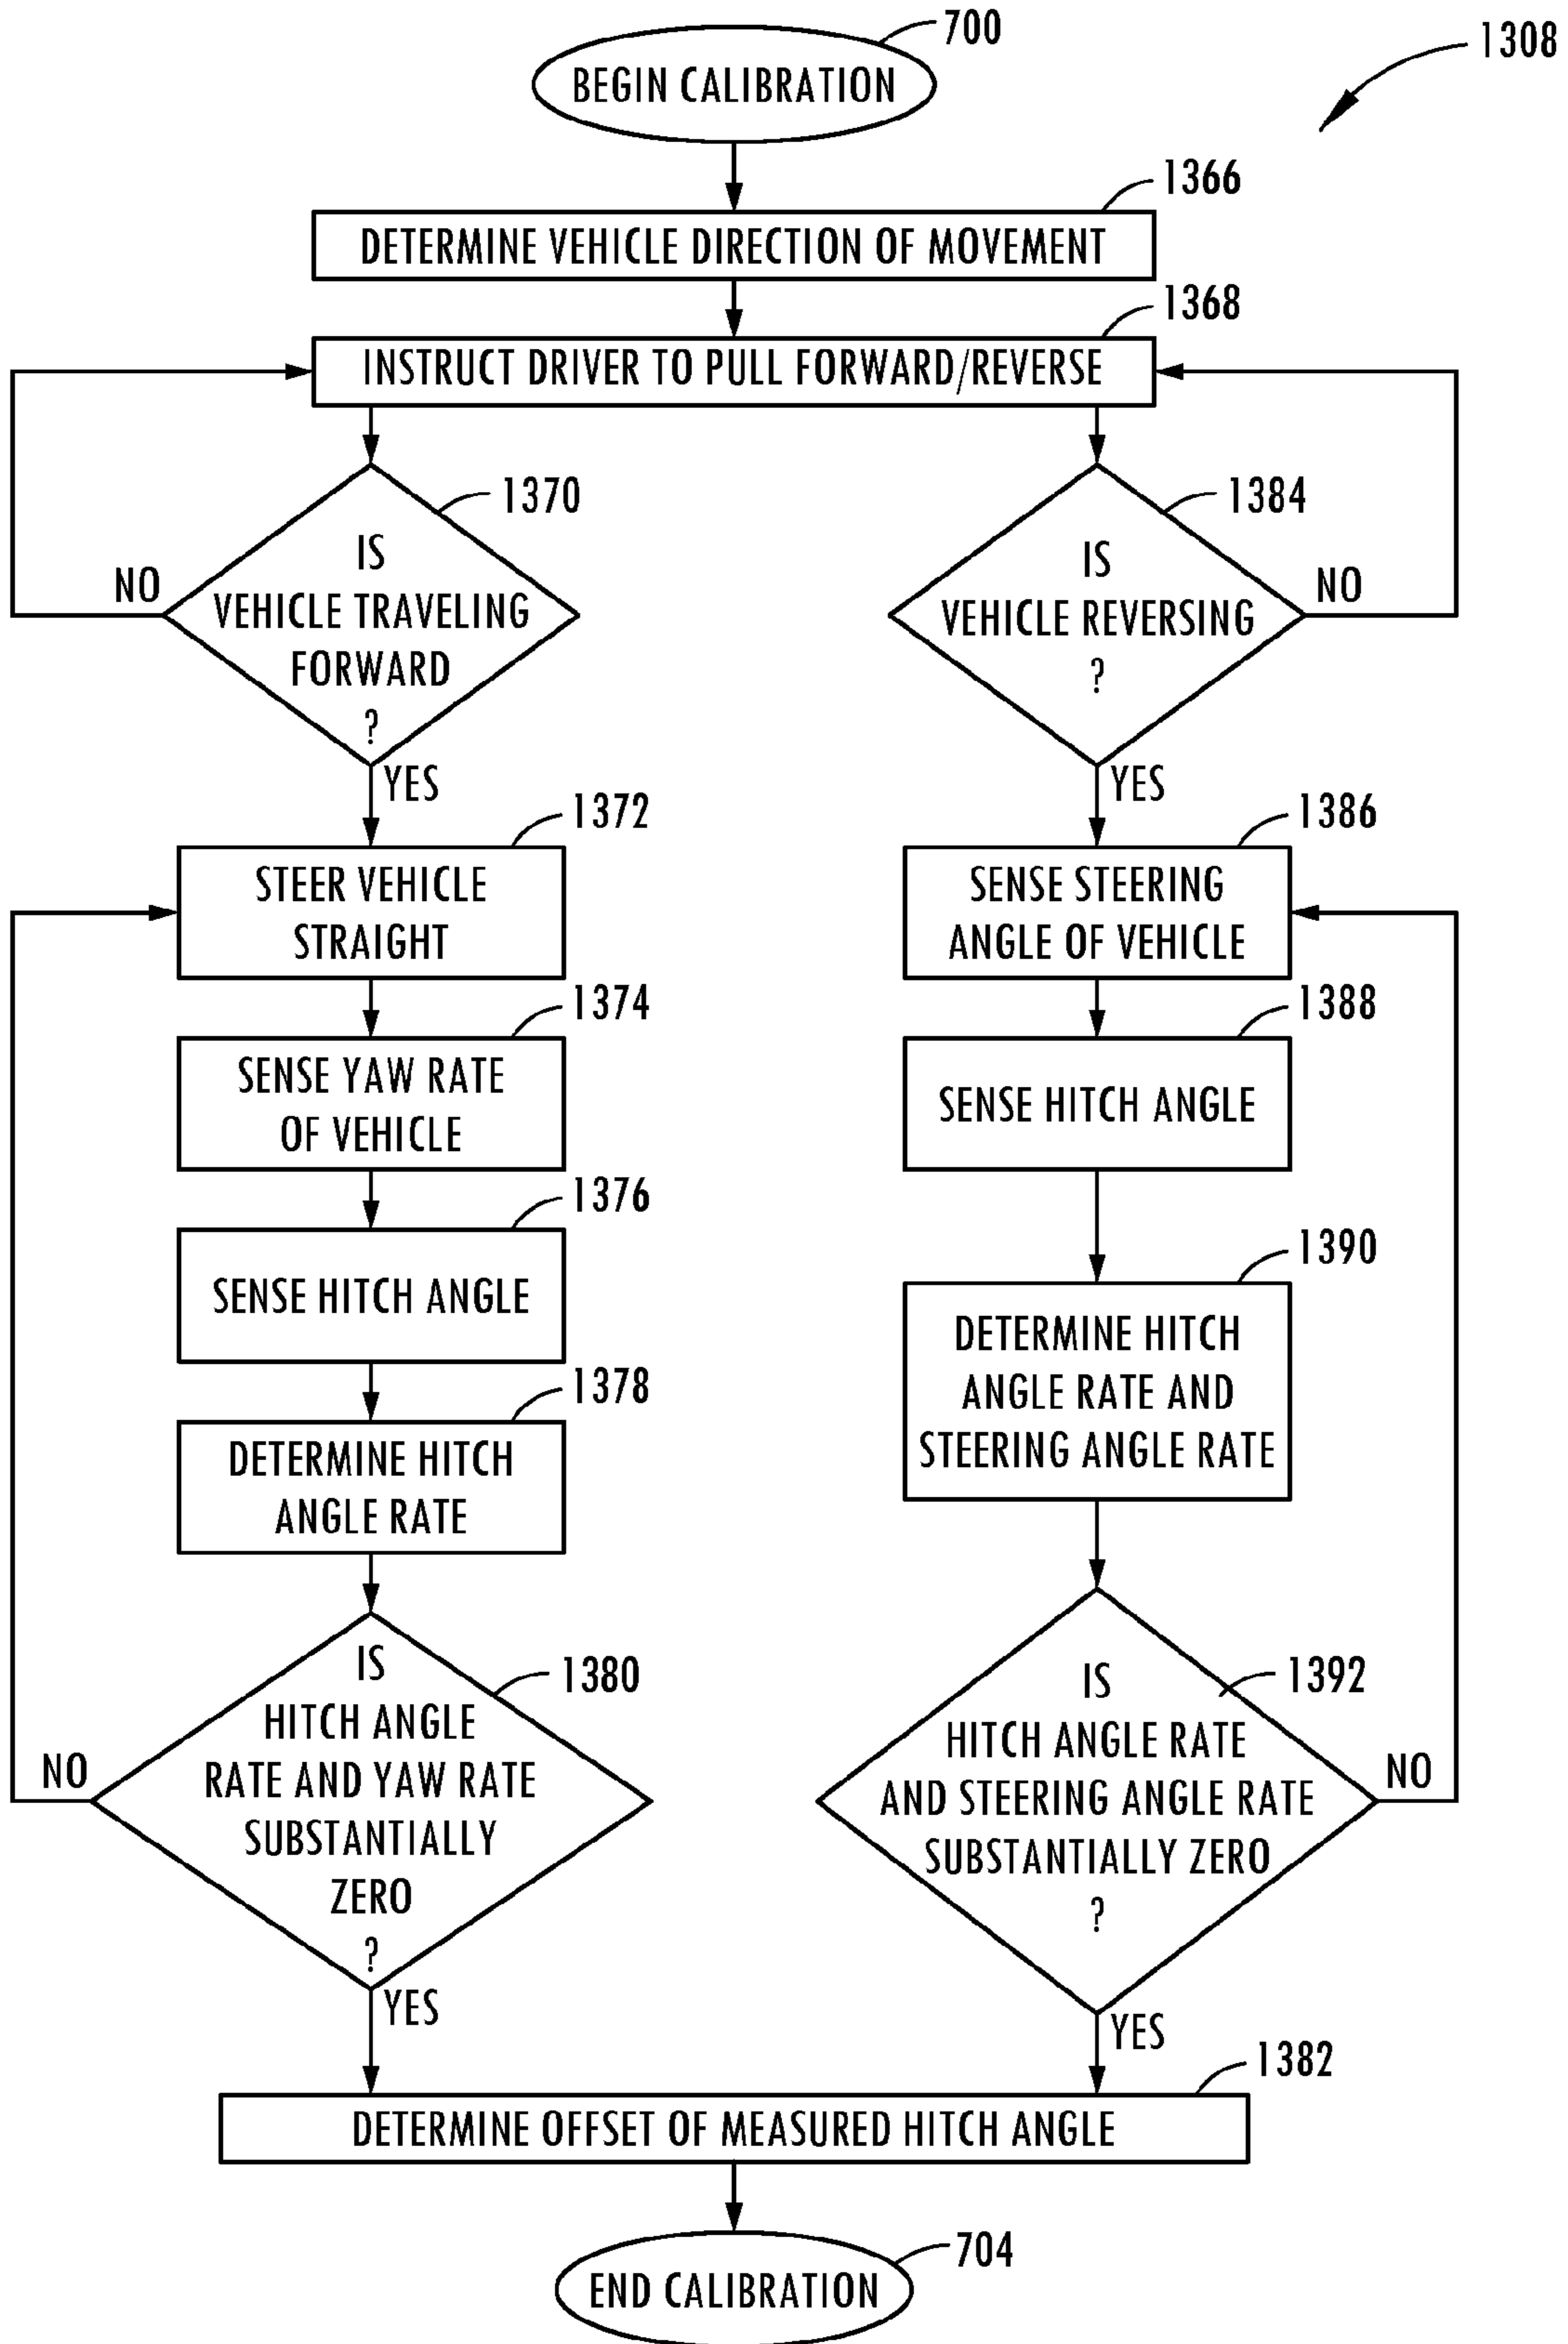 700
BEGIN CALIBRATION
1308
1366
DETERMINE VEHICLE DIRECTION OF MOVEMENT
1368
INSTRUCT DRIVER TO PULL FORWARD/REVERSE
1370
IS
VEHICLE TRAVELING
FORWARD
?
NO
YES
1372
STEER VEHICLE
STRAIGHT
1374
SENSE YAW RATE
OF VEHICLE
1376
SENSE HITCH ANGLE
1378
DETERMINE HITCH
ANGLE RATE
1380
IS
HITCH ANGLE
RATE AND YAW RATE
SUBSTANTIALLY
ZERO
?
NO
YES
1384
IS
VEHICLE REVERSING
?
NO
YES
1386
SENSE STEERING
ANGLE OF VEHICLE
1388
SENSE HITCH ANGLE
1390
DETERMINE HITCH
ANGLE RATE AND
STEERING ANGLE RATE
1392
IS
HITCH ANGLE RATE
AND STEERING ANGLE RATE
SUBSTANTIALLY ZERO
?
NO
YES
1382
DETERMINE OFFSET OF MEASURED HITCH ANGLE
704
END CALIBRATION